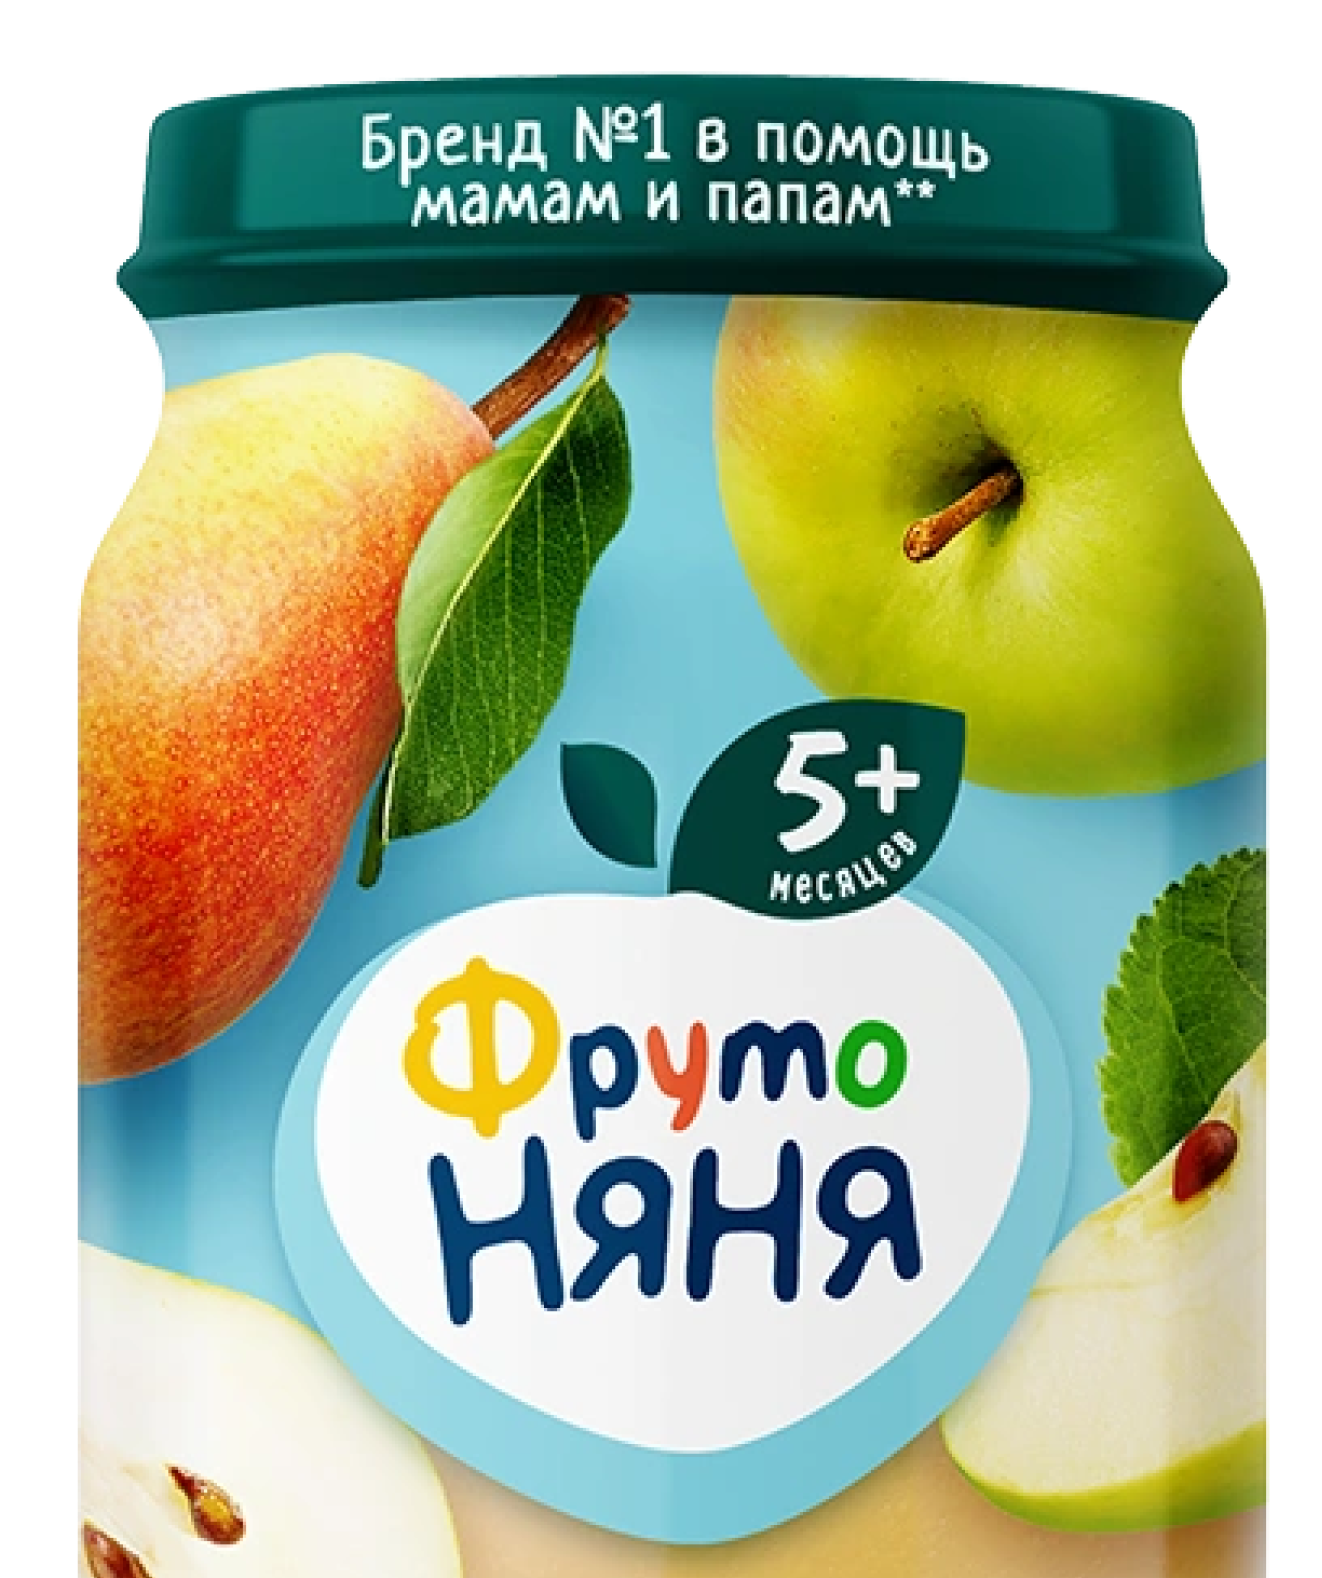 Бренд №1 в помощь
мамам и папам**
5+
месяцев
Фруто
НЯНЯ